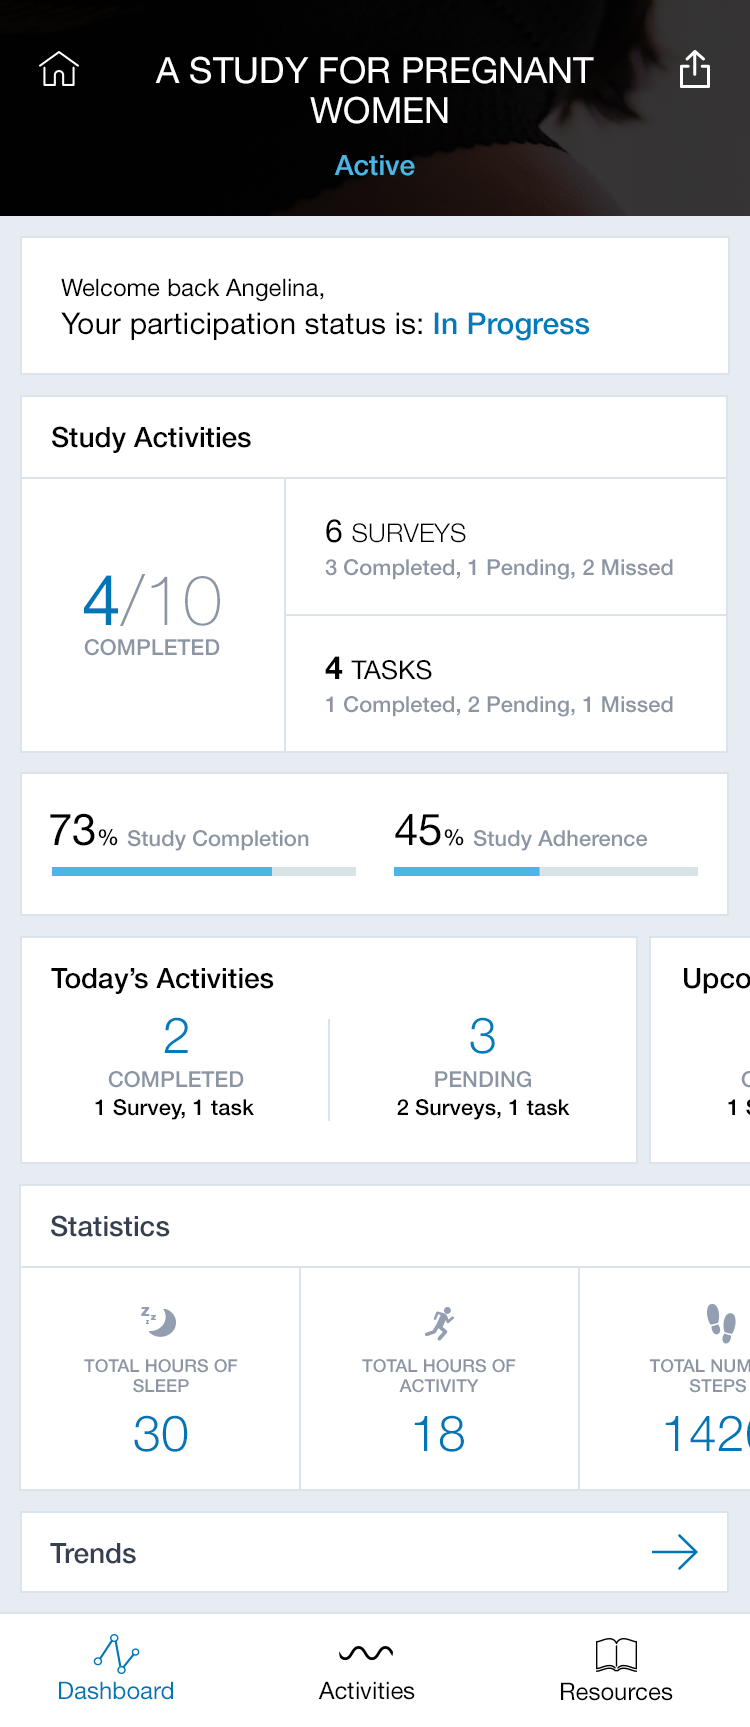 A STUDY FOR PREGNANT
WOMEN
Active
Welcome back Angelina,
Your participation status is: In Progress
Study Activities
4/10
COMPLETED
6 SURVEYS
3 Completed, 1 Pending, 2 Missed
4 TASKS
1 Completed, 2 Pending, 1 Missed
73% Study Completion
45% Study Adherence
Today's Activities
2
COMPLETED
1 Survey, 1 task
3
PENDING
2 Surveys, 1 task
Upco
C
1 S
Statistics
TOTAL HOURS OF
SLEEP
30
TOTAL HOURS OF
ACTIVITY
18
TOTAL NUM
STEPS
142
Trends
Dashboard
Activities
Resources